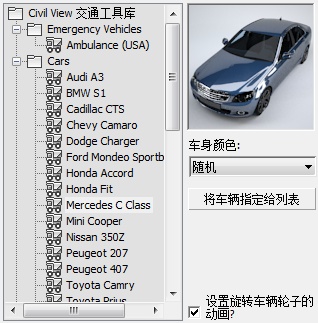 Civil View 交通工具库
Emergency Vehicles
Ambulance (USA)
Cars
Audi A3
BMW S1
Cadillac CTS
Chevy Camaro
Dodge Charger
Ford Mondeo Sportb
Honda Accord
Honda Fit
Mercedes C Class
Mini Cooper
Nissan 350Z
Peugeot 207
Peugeot 407
Toyota Camry
Toyota Prius
车身颜色:
随机
将车辆指定给列表
设置旋转车辆轮子的
动画?